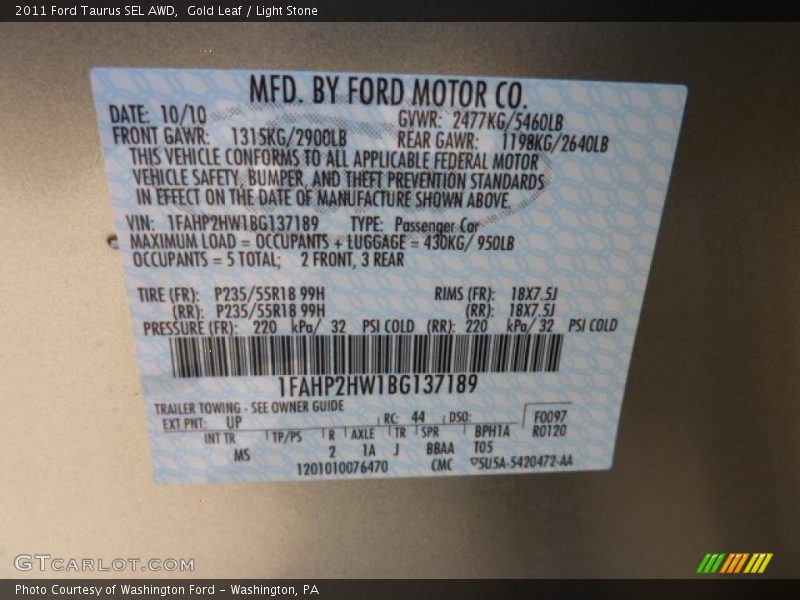 2011 Ford Taurus SEL AWD, Gold Leaf / Light Stone
MFD. BY FORD MOTOR CO.
DATE: 10/10 GVWR: 2477KG/5460LB
FRONT GAWR: 1315KG/2900LB REAR GAWR: 1198KG/2640LB
THIS VEHICLE CONFORMS TO ALL APPLICABLE FEDERAL MOTOR
VEHICLE SAFETY, BUMPER, AND THEFT PREVENTION STANDARDS
IN EFFECT ON THE DATE OF MANUFACTURE SHOWN ABOVE.
VIN: 1FAHP2HW1BG137189 TYPE: Passenger Car
MAXIMUM LOAD = OCCUPANTS + LUGGAGE = 430KG/ 950LB
OCCUPANTS = 5 TOTAL; 2 FRONT, 3 REAR
TIRE (FR): P235/55R18 99H RIMS (FR): 18X7.5J
(RR): P235/55R18 99H (RR): 18X7.5J
PRESSURE (FR): 220 kPa/ 32 PSI COLD (RR): 220 kPa/ 32 PSI COLD
1FAHP2HW1BG137189
TRAILER TOWING - SEE OWNER GUIDE
EXT PNT: UP RC: 44 DSO: F0097
INT TR TP/PS R AXLE TR SPR BPH1A R0120
MS 2 1A J BBAA T05
1201010076470 CMC 5U5A-5420472-AA
GTCARLOT.COM
Photo Courtesy of Washington Ford - Washington, PA